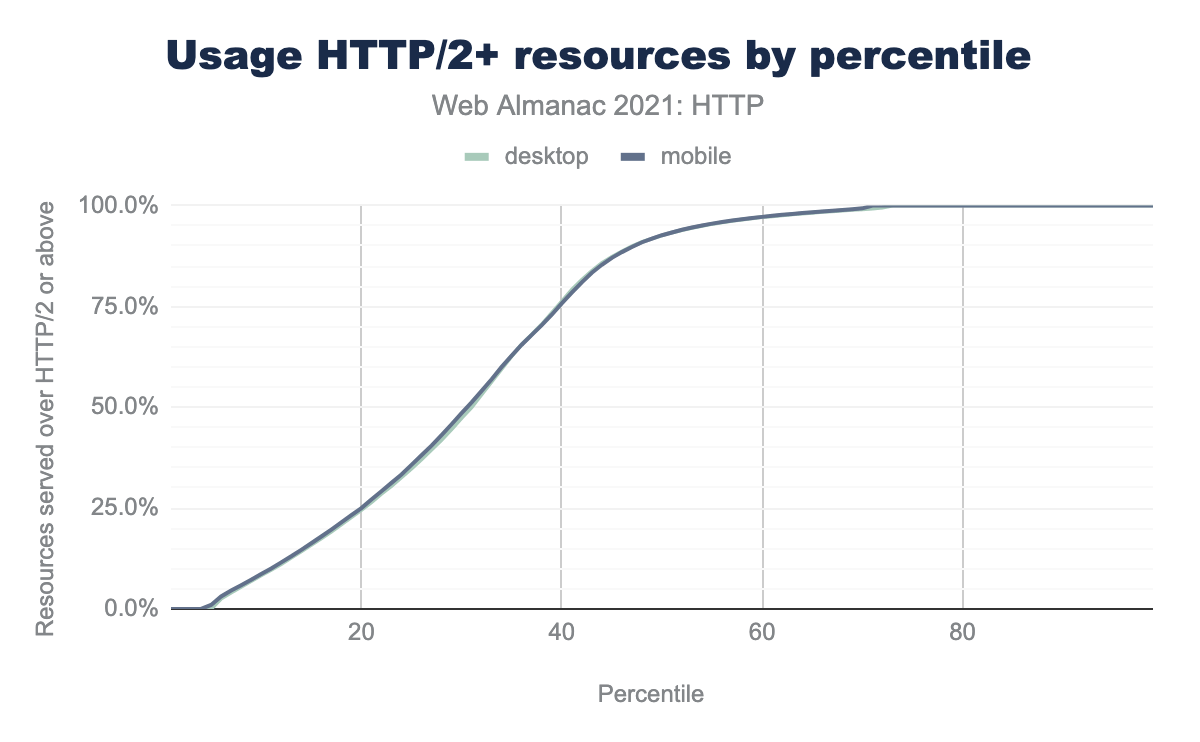 Usage HTTP/2+ resources by percentile
Web Almanac 2021: HTTP
desktop mobile
Resources served over HTTP/2 or above
100.0%
75.0%
50.0%
25.0%
0.0%
20 40 60 80
Percentile